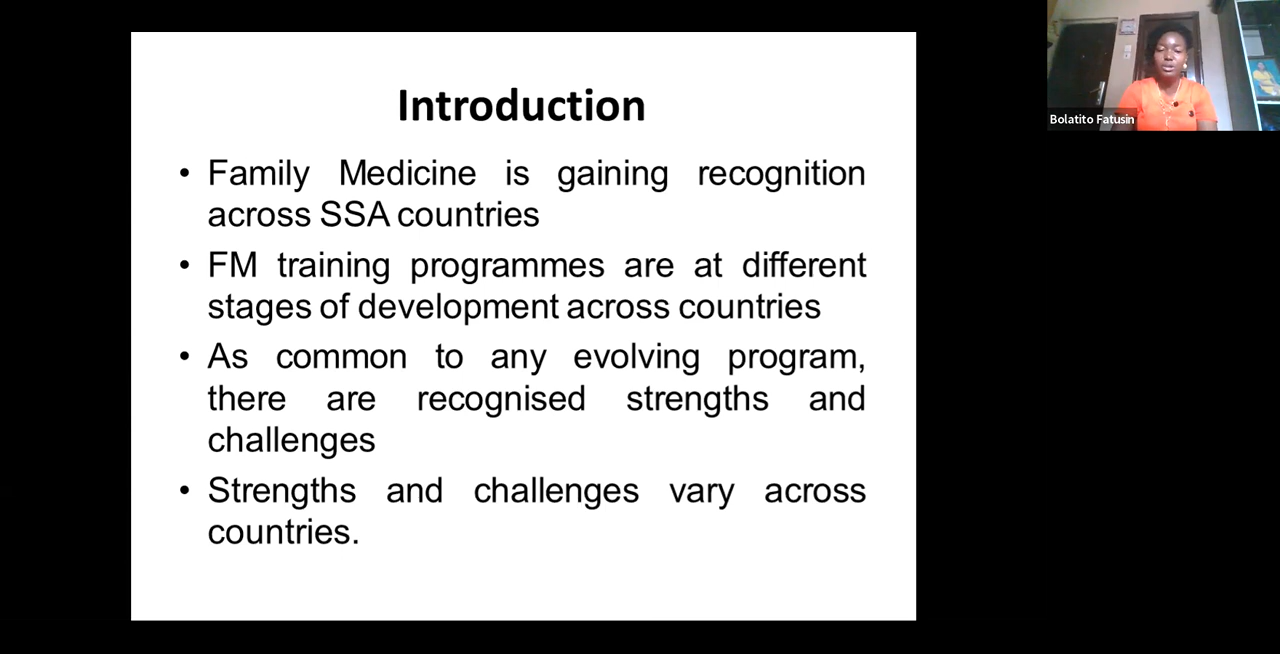 Introduction
• Family Medicine is gaining recognition
across SSA countries
• FM training programmes are at different
stages of development across countries
• As common to any evolving program,
there are recognised strengths and
challenges
• Strengths and challenges vary across
countries.
Bolatito Fatusin